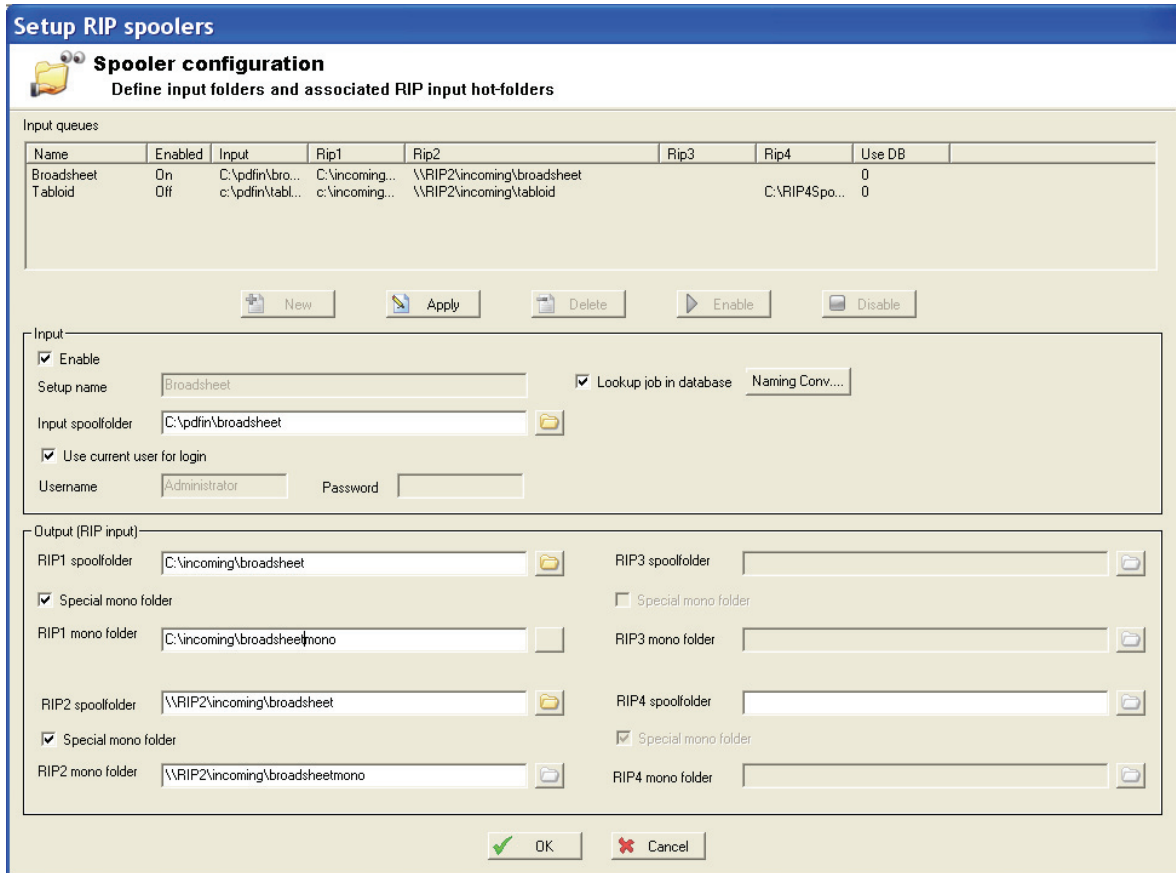 Setup RIP spoolers
Spooler configuration
Define input folders and associated RIP input hot-folders
Input queues
Name Enabled Input Rip1 Rip2 Rip3 Rip4 Use DB
Broadsheet On C:\pdfin\bro... C:\incoming... \\RIP2\incoming\broadsheet 0
Tabloid Off c:\pdfin\tabl... c:\incoming... \\RIP2\incoming\tabloid C:\RIP4Spo... 0
New Apply Delete Enable Disable
Input
Enable
Setup name Broadsheet Lookup job in database Naming Conv....
Input spoolfolder C:\pdfin\broadsheet
Use current user for login
Username Administrator Password
Output (RIP input)
RIP1 spoolfolder C:\incoming\broadsheet RIP3 spoolfolder
Special mono folder Special mono folder
RIP1 mono folder C:\incoming\broadsheetmono RIP3 mono folder
RIP2 spoolfolder \\RIP2\incoming\broadsheet RIP4 spoolfolder
Special mono folder Special mono folder
RIP2 mono folder \\RIP2\incoming\broadsheetmono RIP4 mono folder
OK Cancel